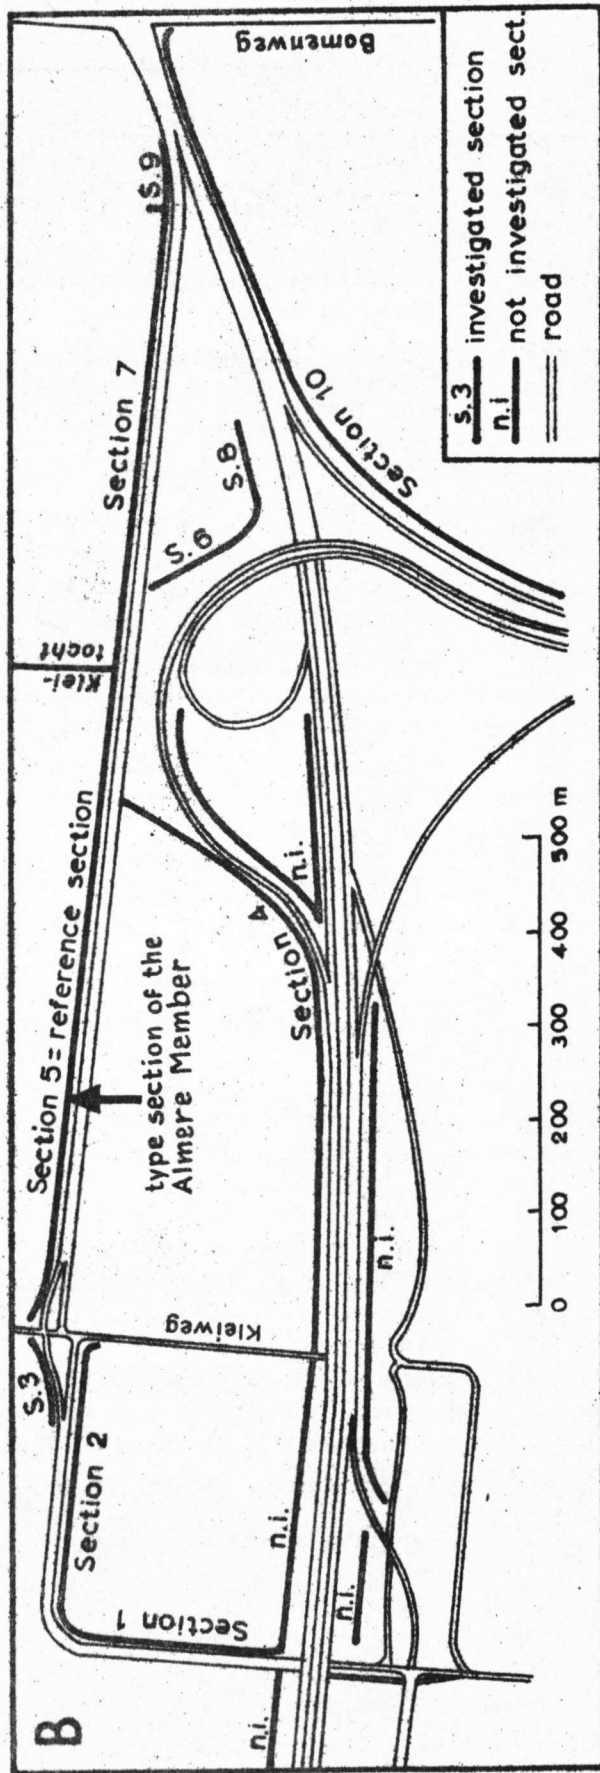 B
n.i.
Section 1
Section 2
S.3
n.i.
n.i.
Kleiweg
n.i.
Section 5 = reference section
type section of the
Almere Member
Section 4
n.i.
Klei-
tocht
Section 7
S.6
S.8
S.9
Section 10
Bomenweg
0 100 200 300 400 500 m
s.3 investigated section
n.i not investigated sect.
road